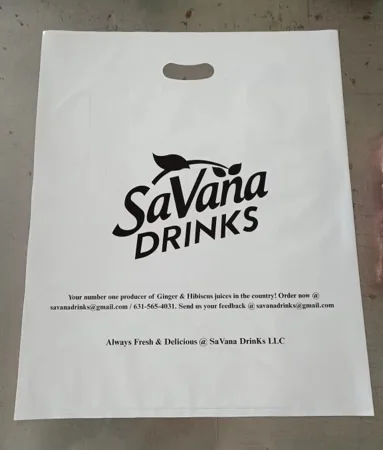 SaVana
DRINKS
Your number one producer of Ginger & Hibiscus juices in the country! Order now @
savanadrinks@gmail.com / 631-565-4031. Send us your feedback @ savanadrinks@gmail.com
Always Fresh & Delicious @ SaVana DrinKs LLC